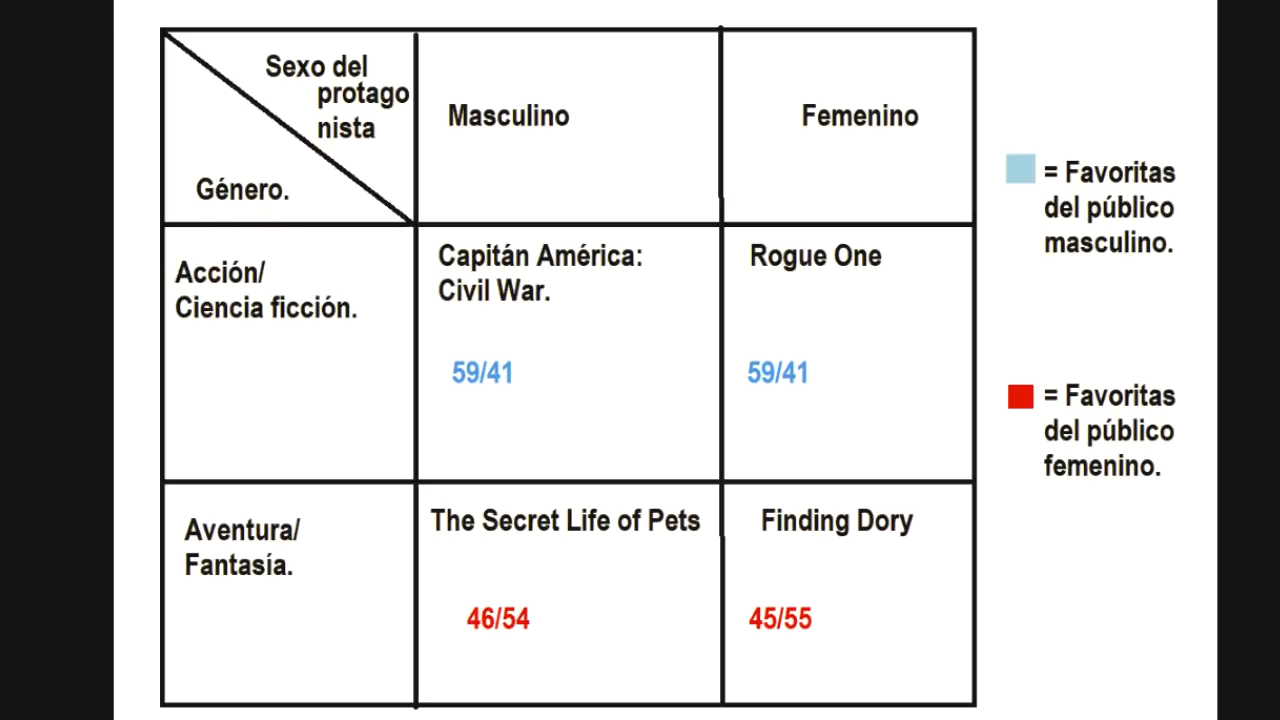 Sexo del
protago
nista
Género.
Masculino
Femenino
Acción/
Ciencia ficción.
Capitán América:
Civil War.
59/41
Rogue One
59/41
Aventura/
Fantasía.
The Secret Life of Pets
46/54
Finding Dory
45/55
= Favoritas
del público
masculino.
= Favoritas
del público
femenino.